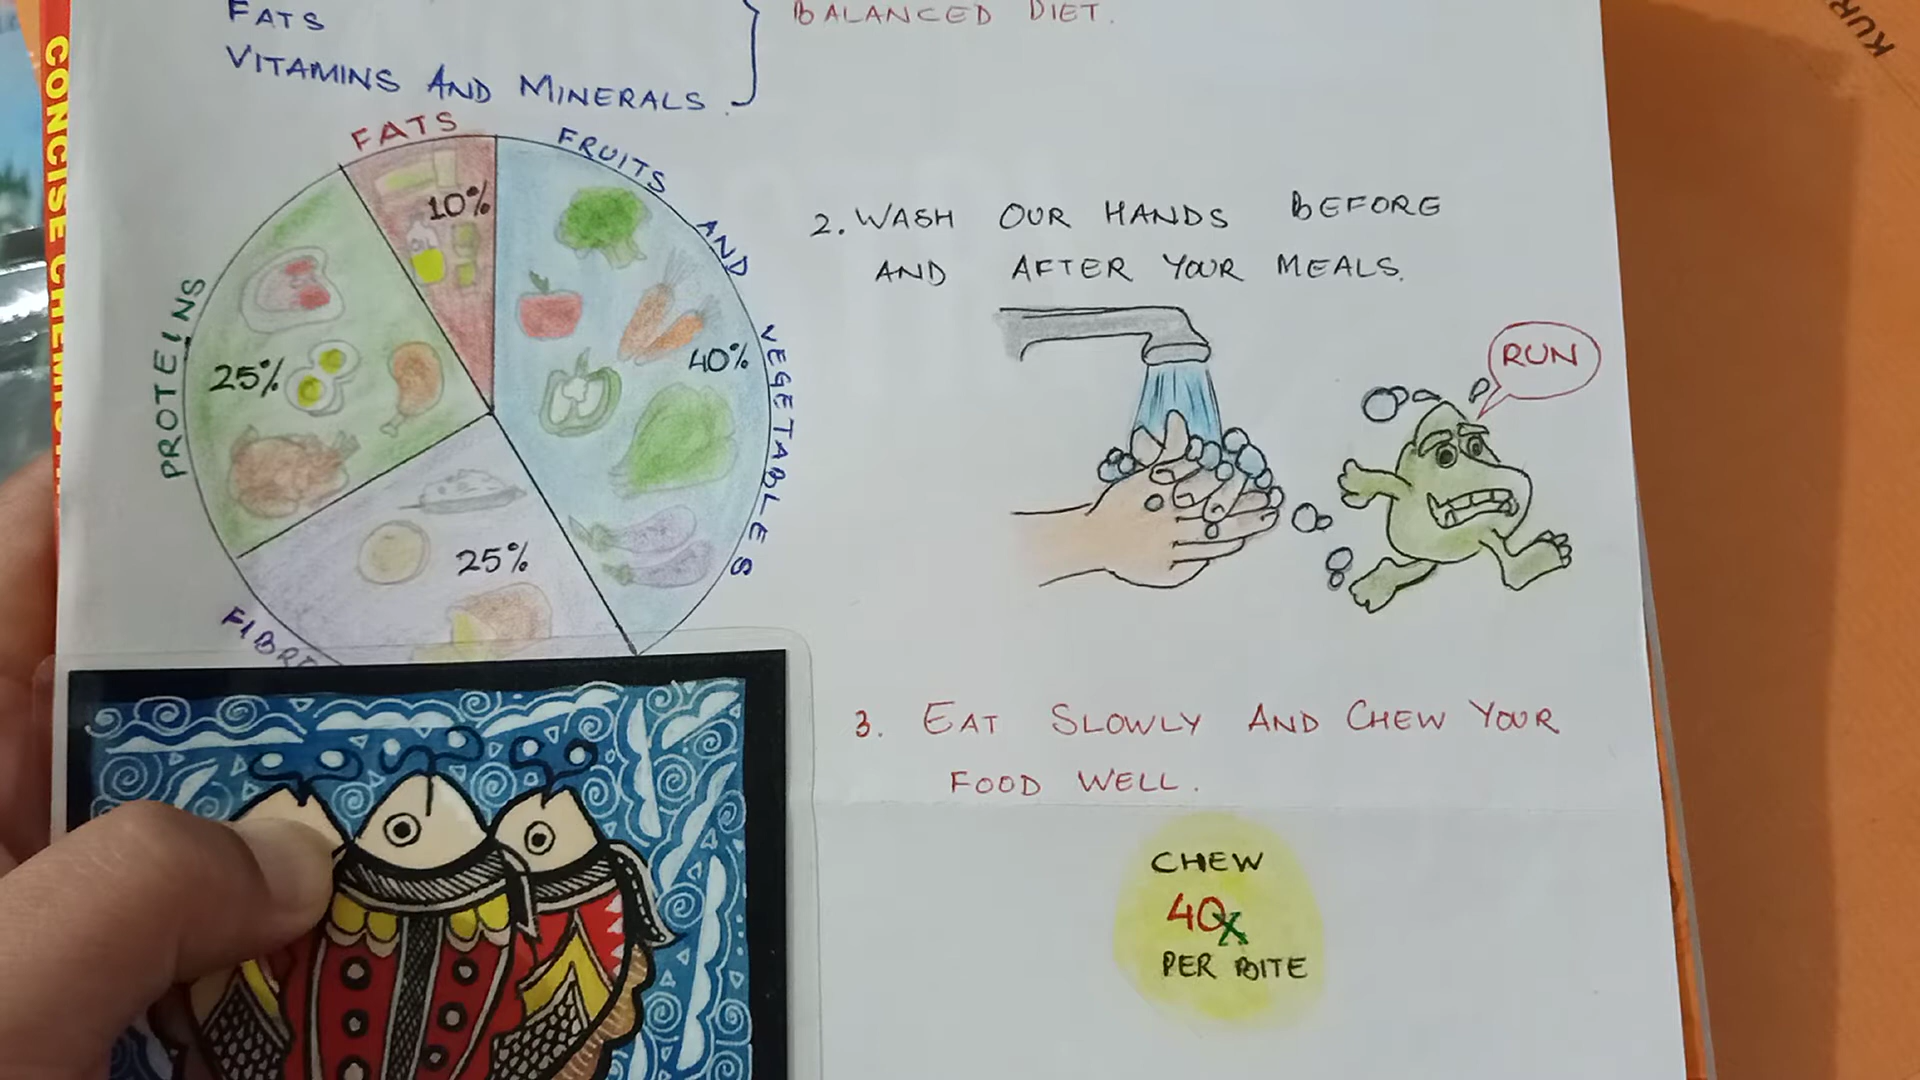 FATS
VITAMINS AND MINERALS.
BALANCED DIET.
FATS
10%
FRUITS AND VEGETABLES
40%
PROTEINS
25%
25%
OIL
2. WASH OUR HANDS BEFORE
AND AFTER YOUR MEALS.
RUN
3. EAT SLOWLY AND CHEW YOUR
FOOD WELL.
CHEW
40X
PER BITE
CONCISE
KUR